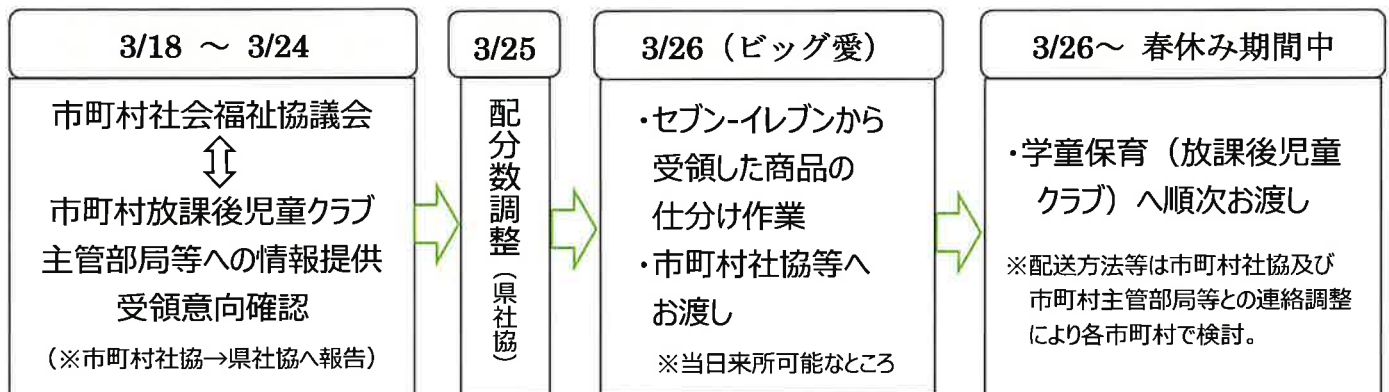 3/18 ～ 3/24
市町村社会福祉協議会
⇕
市町村放課後児童クラブ
主管部局等への情報提供
受領意向確認
（※市町村社協→県社協へ報告）
3/25
配分数調整（県社協）
3/26（ビッグ愛）
・セブン-イレブンから
受領した商品の
仕分け作業
・市町村社協等へ
お渡し
※当日来所可能なところ
3/26～ 春休み期間中
・学童保育（放課後児童
クラブ）へ順次お渡し
※配送方法等は市町村社協及び
市町村主管部局等との連絡調整
により各市町村で検討。